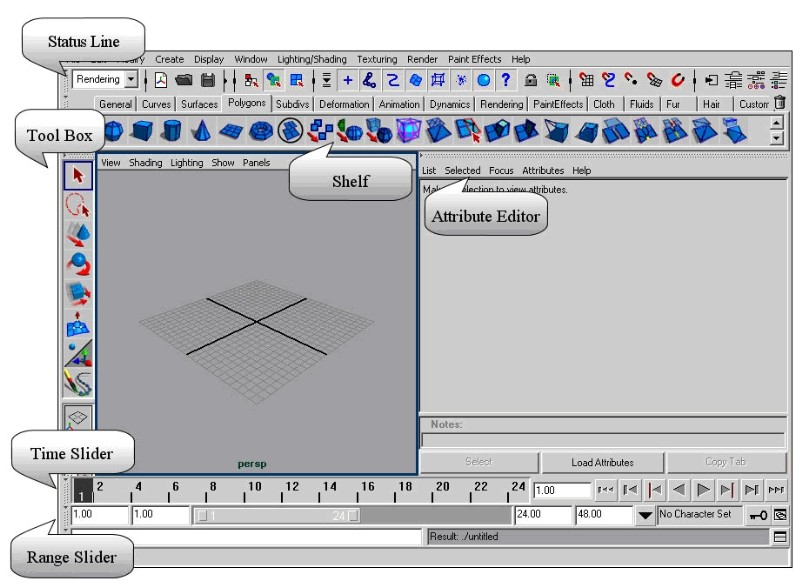 Status Line
Create Display Window Lighting/Shading Texturing Render Paint Effects Help
Rendering
General Curves Surfaces Polygons Subdivs Deformation Animation Dynamics Rendering PaintEffects Cloth Fluids Fur Hair Custom
Tool Box
View Shading Lighting Show Panels
Shelf
List Selected Focus Attributes Help
selection to view attributes.
Attribute Editor
Notes:
Select Load Attributes Copy Tab
Time Slider
persp
1 2 4 6 8 10 12 14 16 18 20 22 24 1.00
1.00 1.00 1 24 24.00 48.00 No Character Set
Result: ./untitled
Range Slider